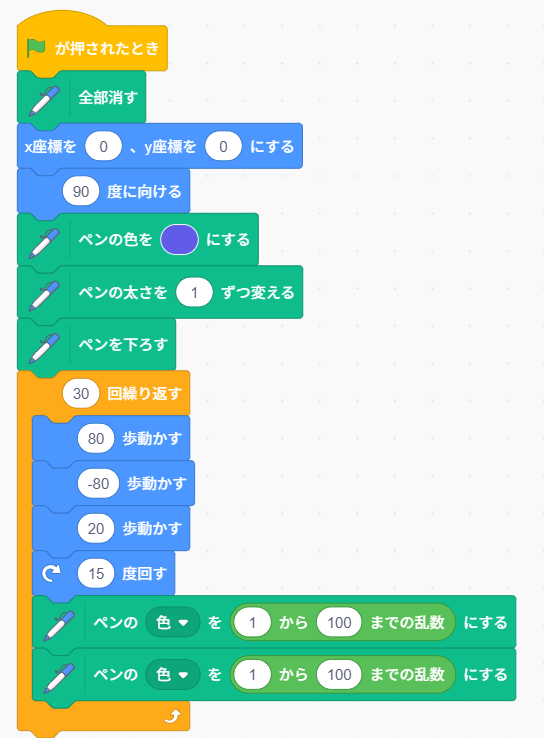 が押されたとき
全部消す
x座標を 0 、y座標を 0 にする
90 度に向ける
ペンの色を にする
ペンの太さを 1 ずつ変える
ペンを下ろす
30 回繰り返す
80 歩動かす
-80 歩動かす
20 歩動かす
15 度回す
ペンの 色 を 1 から 100 までの乱数 にする
ペンの 色 を 1 から 100 までの乱数 にする